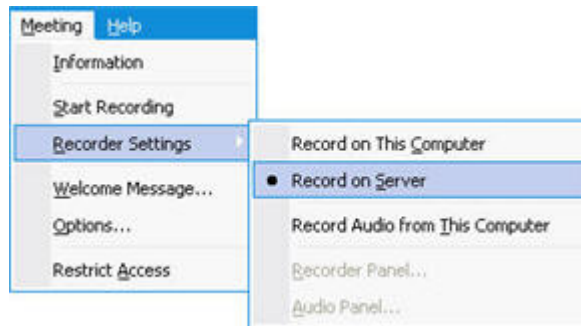 Meeting Help
Information
Start Recording
Recorder Settings
Welcome Message...
Options...
Restrict Access
Record on This Computer
Record on Server
Record Audio from This Computer
Recorder Panel...
Audio Panel...